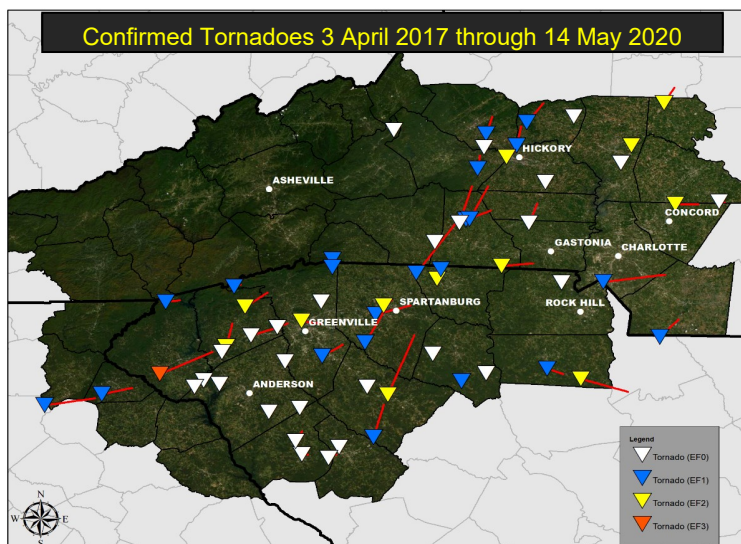 Confirmed Tornadoes 3 April 2017 through 14 May 2020
HICKORY
ASHEVILLE
CONCORD
GASTONIA
CHARLOTTE
SPARTANBURG
ROCK HILL
GREENVILLE
ANDERSON
Legend
Tornado (EF0)
Tornado (EF1)
Tornado (EF2)
Tornado (EF3)
N
W E
S